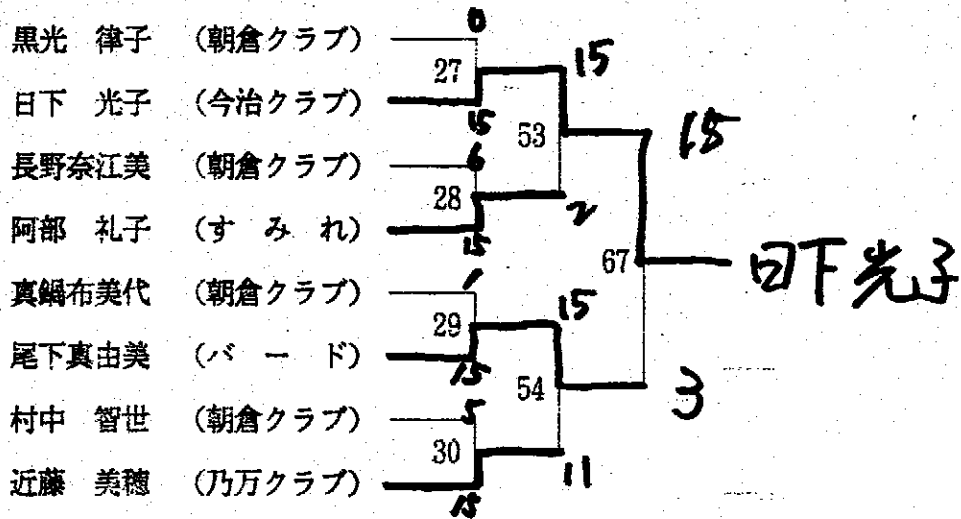 0
黒光 律子 (朝倉クラブ)
27 15
日下 光子 (今治クラブ)
15
53 15
長野奈江美 (朝倉クラブ) 6
28
阿部 礼子 (すみれ) 2
15
67 日下光子
真鍋布美代 (朝倉クラブ) 1
29 15
尾下真由美 (バード)
15
54 3
村中 智世 (朝倉クラブ) 5
30
近藤 美穂 (乃万クラブ) 11
15